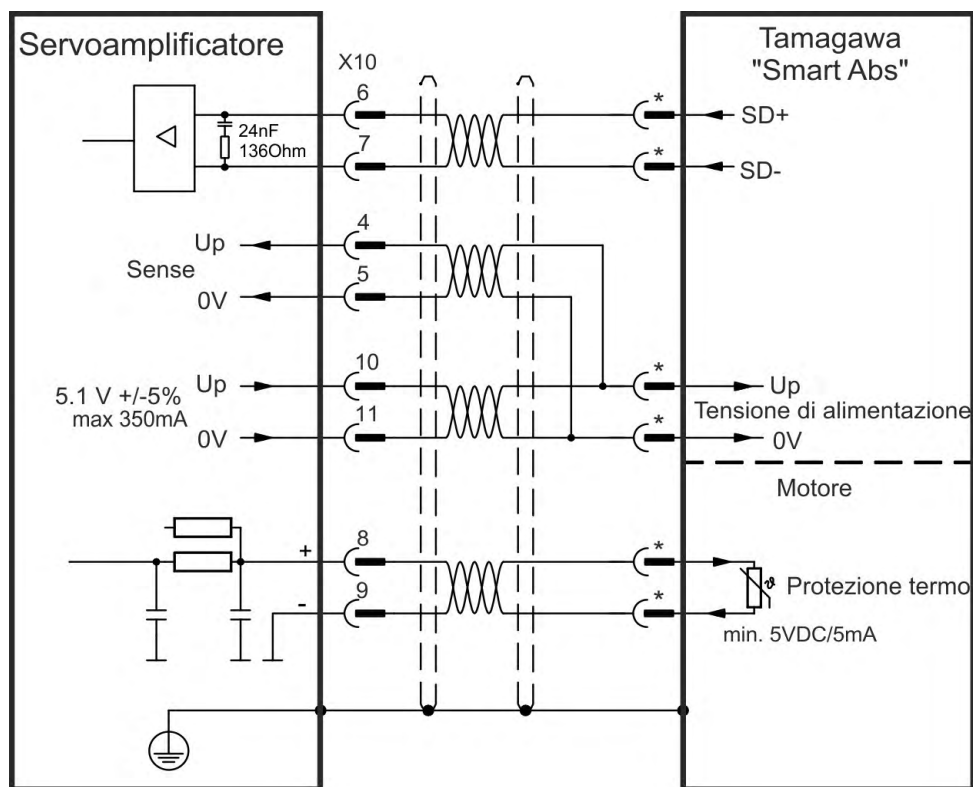 Servoamplificatore
X10
Tamagawa
"Smart Abs"
6
*
SD+
24nF
136Ohm
7
*
SD-
4
Up
Sense
5
0V
10
*
5.1 V +/-5%
max 350mA
Up
Up
11
Tensione di alimentazione
*
0V
0V
Motore
8
*
+
ϑ
Protezione termo
9
*
-
min. 5VDC/5mA